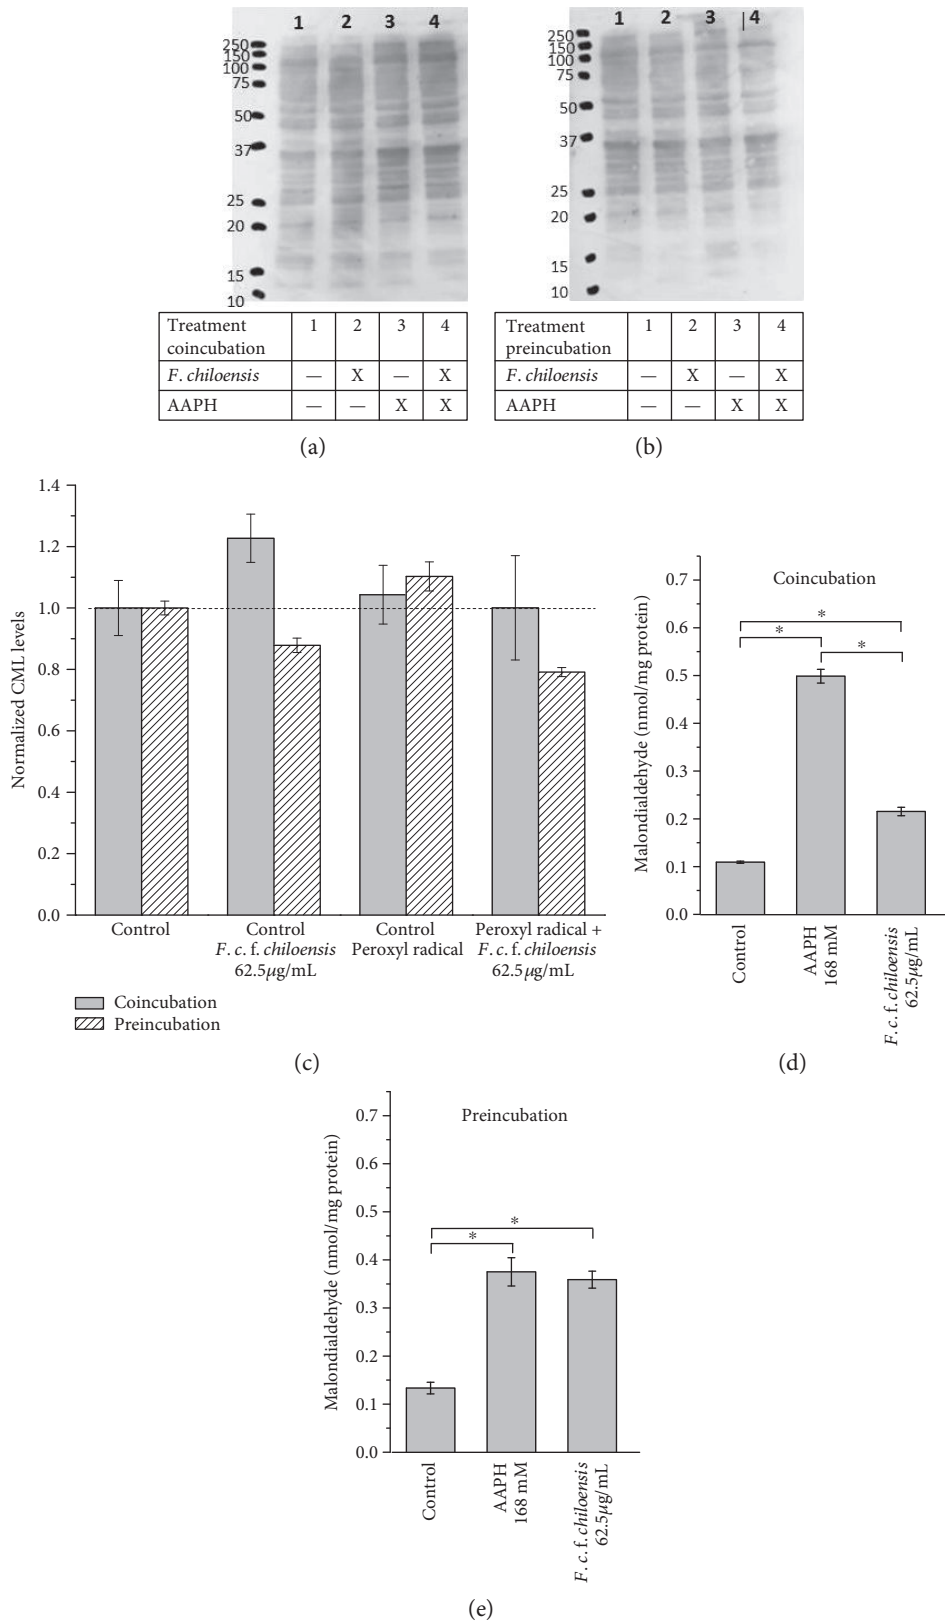 1 2 3 4
250
150
100
75
50
37
25
20
15
10
Treatment coincubation 1 2 3 4
F. chiloensis — X — X
AAPH — — X X
(a)
1 2 3 4
250
150
100
75
50
37
25
20
15
10
Treatment preincubation 1 2 3 4
F. chiloensis — X — X
AAPH — — X X
(b)
Normalized CML levels
1.4
1.2
1.0
0.8
0.6
0.4
0.2
0.0
Control
Control
F. c. f. chiloensis
62.5µg/mL
Control
Peroxyl radical
Peroxyl radical +
F. c. f. chiloensis
62.5µg/mL
Coincubation
Preincubation
(c)
Coincubation
Malondialdehyde (nmol/mg protein)
0.7
0.6
0.5
0.4
0.3
0.2
0.1
0.0
*
*
*
Control
AAPH
168 mM
F. c. f. chiloensis
62.5µg/mL
(d)
Preincubation
Malondialdehyde (nmol/mg protein)
0.7
0.6
0.5
0.4
0.3
0.2
0.1
0.0
*
*
Control
AAPH
168 mM
F. c. f. chiloensis
62.5µg/mL
(e)